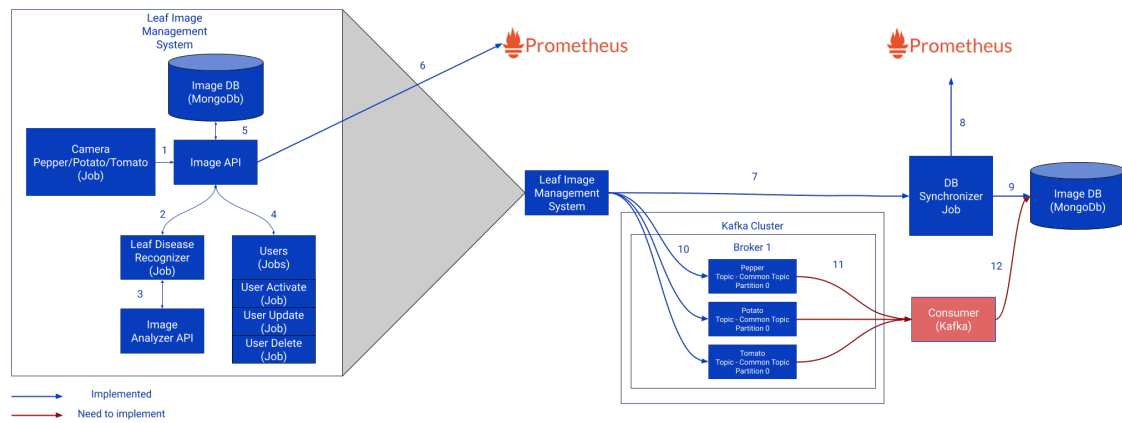 Leaf Image
Management
System
Image DB
(MongoDb)
5
Camera
Pepper/Potato/Tomato
(Job)
1
Image API
2
4
Leaf Disease
Recognizer
(Job)
3
Image
Analyzer API
Users
(Jobs)
User Activate
(Job)
User Update
(Job)
User Delete
(Job)
6
Prometheus
Prometheus
8
Leaf Image
Management
System
7
DB
Synchronizer
Job
9
Image DB
(MongoDb)
Kafka Cluster
Broker 1
10
Pepper
Topic - Common Topic
Partition 0
11
Potato
Topic - Common Topic
Partition 0
Tomato
Topic - Common Topic
Partition 0
Consumer
(Kafka)
12
Implemented
Need to implement